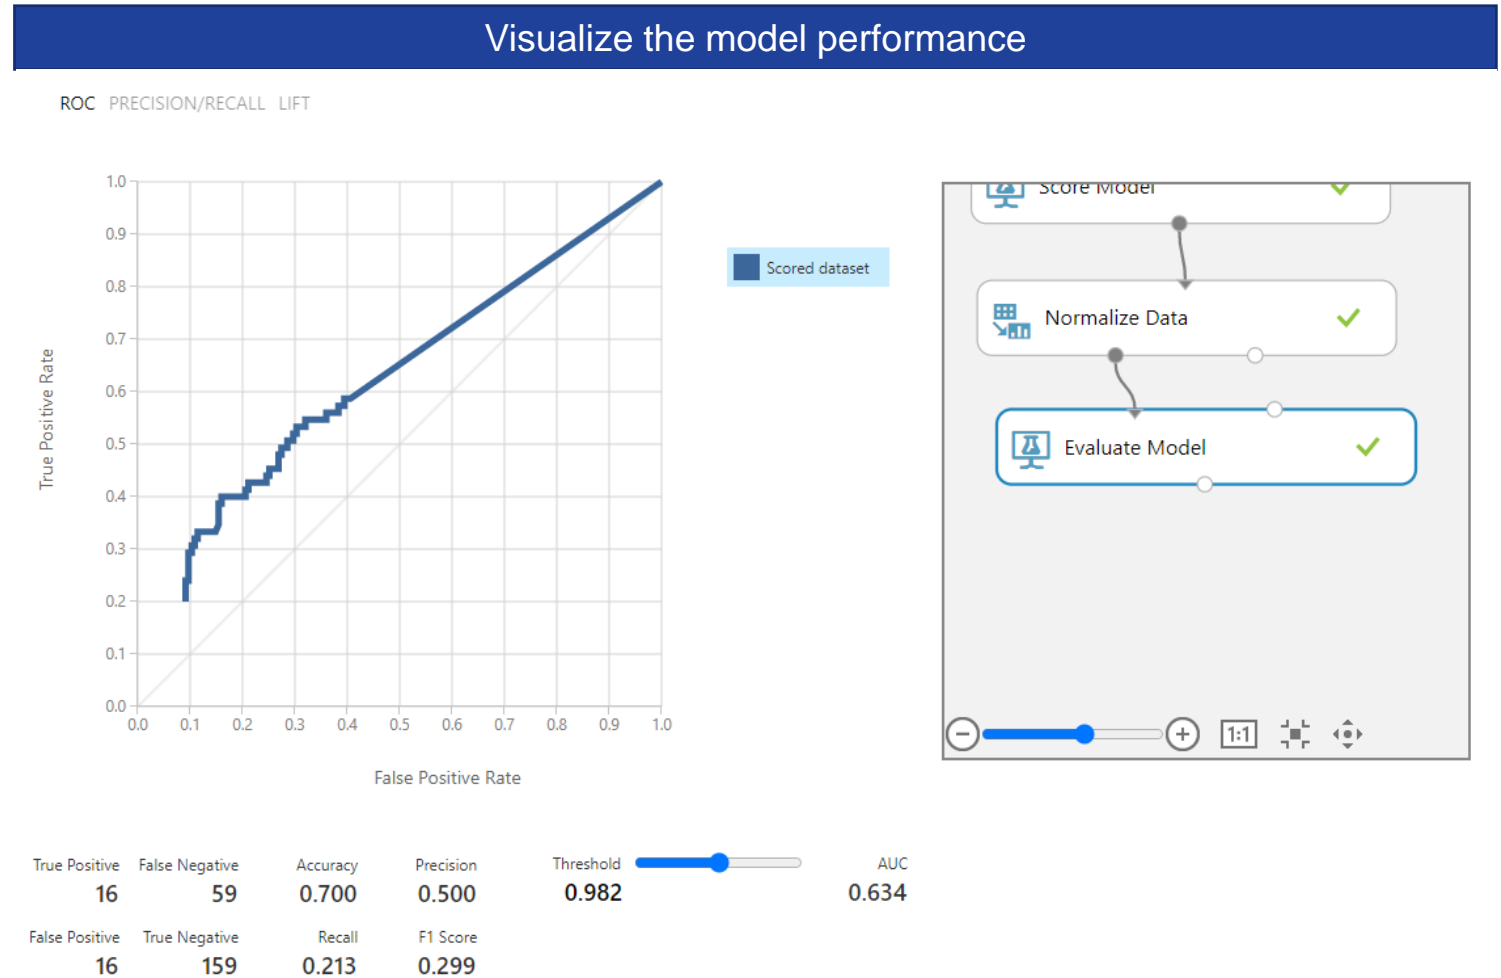 Visualize the model performance
ROC PRECISION/RECALL LIFT
1.0
0.9
0.8
0.7
0.6
0.5
0.4
0.3
0.2
0.1
0.0
True Positive Rate
0.0 0.1 0.2 0.3 0.4 0.5 0.6 0.7 0.8 0.9 1.0
False Positive Rate
Scored dataset
Score Model
Normalize Data
Evaluate Model
1:1
True Positive False Negative Accuracy Precision Threshold AUC
16 59 0.700 0.500 0.982 0.634
False Positive True Negative Recall F1 Score
16 159 0.213 0.299